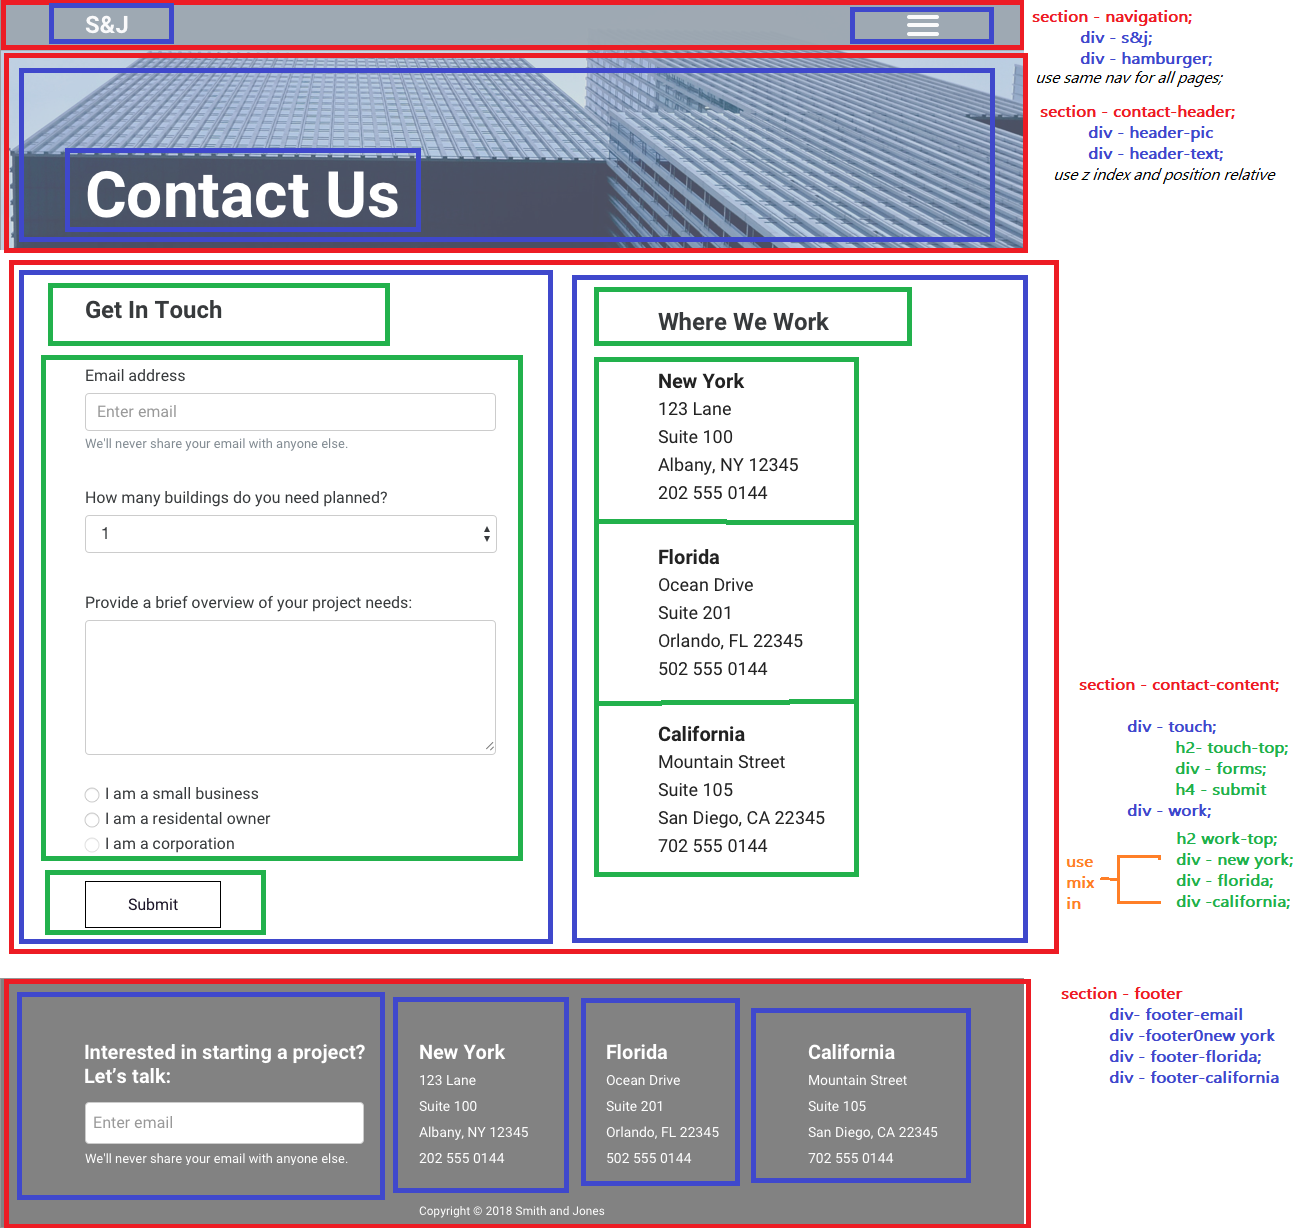 S&J
section - navigation;
div - s&j;
div - hamburger;
use same nav for all pages;
Contact Us
section - contact-header;
div - header-pic
div - header-text;
use z index and position relative
Get In Touch
Email address
Enter email
We'll never share your email with anyone else.
How many buildings do you need planned?
1
Provide a brief overview of your project needs:
I am a small business
I am a residental owner
I am a corporation
Submit
Where We Work
New York
123 Lane
Suite 100
Albany, NY 12345
202 555 0144
Florida
Ocean Drive
Suite 201
Orlando, FL 22345
502 555 0144
California
Mountain Street
Suite 105
San Diego, CA 22345
702 555 0144
section - contact-content;
div - touch;
h2- touch-top;
div - forms;
h4 - submit
div - work;
h2 work-top;
div - new york;
div - florida;
div -california;
use
mix
in
Interested in starting a project?
Let's talk:
Enter email
We'll never share your email with anyone else.
New York
123 Lane
Suite 100
Albany, NY 12345
202 555 0144
Florida
Ocean Drive
Suite 201
Orlando, FL 22345
502 555 0144
California
Mountain Street
Suite 105
San Diego, CA 22345
702 555 0144
Copyright © 2018 Smith and Jones
section - footer
div- footer-email
div -footer0new york
div - footer-florida;
div - footer-california